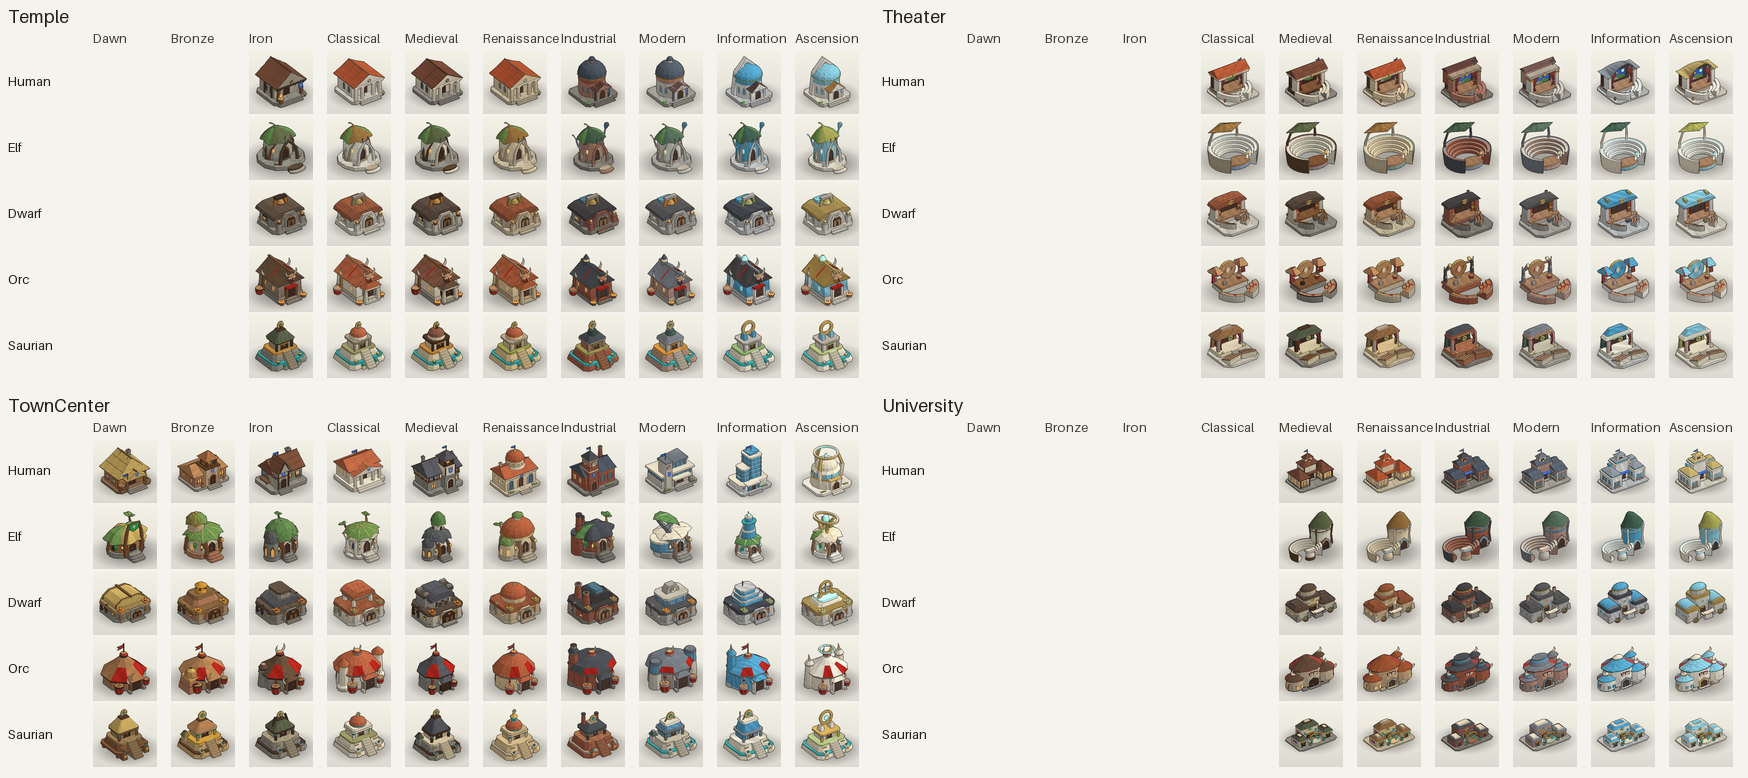 Temple
Dawn Bronze Iron Classical Medieval Renaissance Industrial Modern Information Ascension
Human
Elf
Dwarf
Orc
Saurian
Theater
Dawn Bronze Iron Classical Medieval Renaissance Industrial Modern Information Ascension
Human
Elf
Dwarf
Orc
Saurian
TownCenter
Dawn Bronze Iron Classical Medieval Renaissance Industrial Modern Information Ascension
Human
Elf
Dwarf
Orc
Saurian
University
Dawn Bronze Iron Classical Medieval Renaissance Industrial Modern Information Ascension
Human
Elf
Dwarf
Orc
Saurian